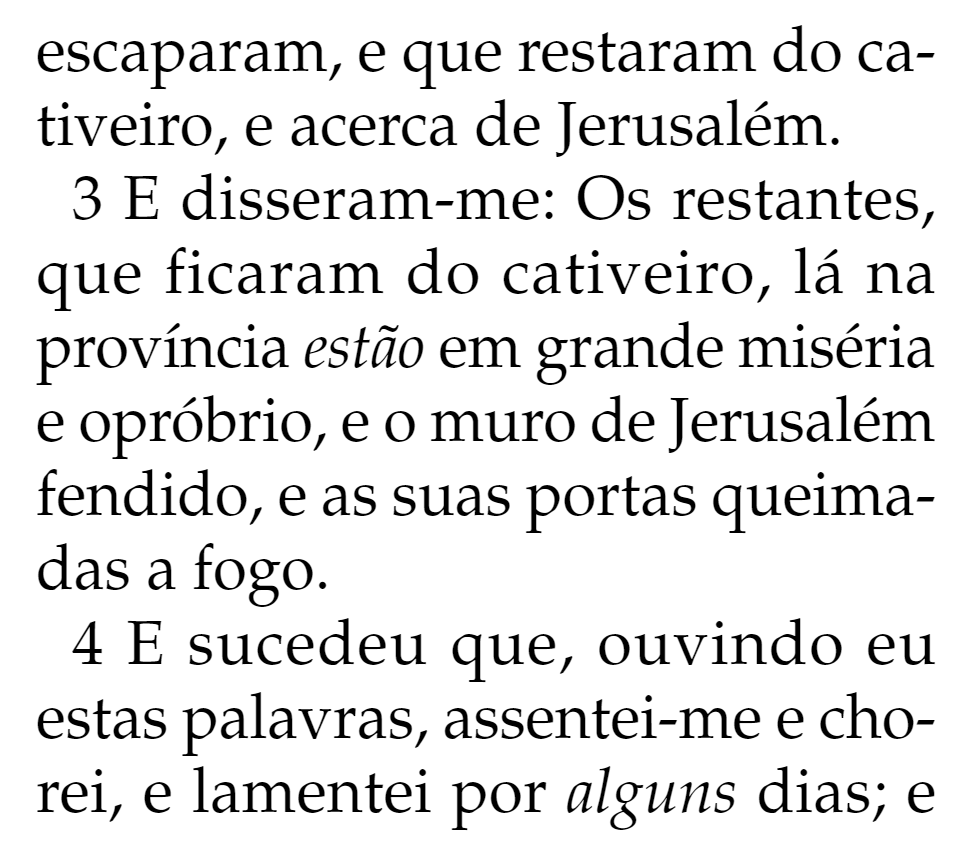 escaparam, e que restaram do ca-
tiveiro, e acerca de Jerusalém.
3 E disseram-me: Os restantes,
que ficaram do cativeiro, lá na
província estão em grande miséria
e opróbrio, e o muro de Jerusalém
fendido, e as suas portas queima-
das a fogo.
4 E sucedeu que, ouvindo eu
estas palavras, assentei-me e cho-
rei, e lamentei por alguns dias; e